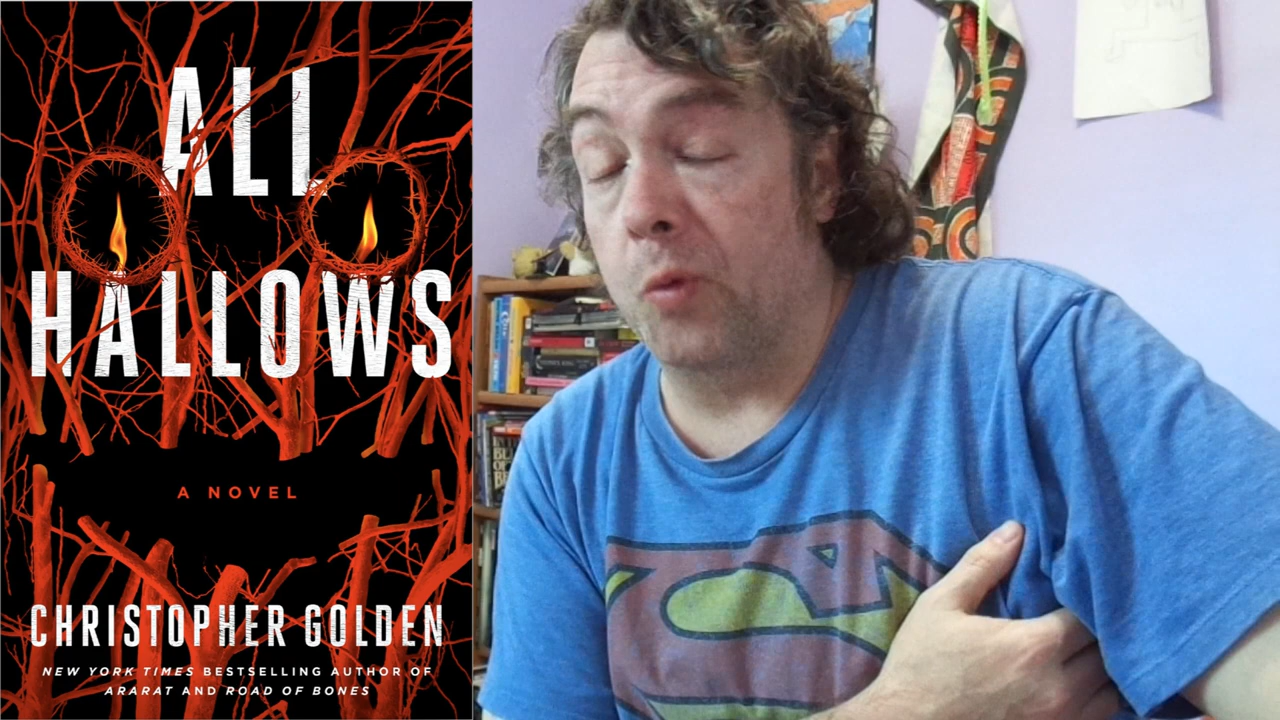 ALL
HALLOWS
A NOVEL
CHRISTOPHER GOLDEN
NEW YORK TIMES BESTSELLING AUTHOR OF
ARARAT AND ROAD OF BONES